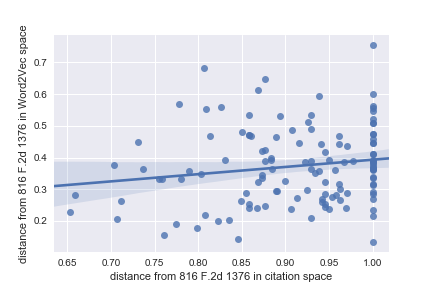 distance from 816 F.2d 1376 in Word2Vec space
0.7
0.6
0.5
0.4
0.3
0.2
0.65 0.70 0.75 0.80 0.85 0.90 0.95 1.00
distance from 816 F.2d 1376 in citation space